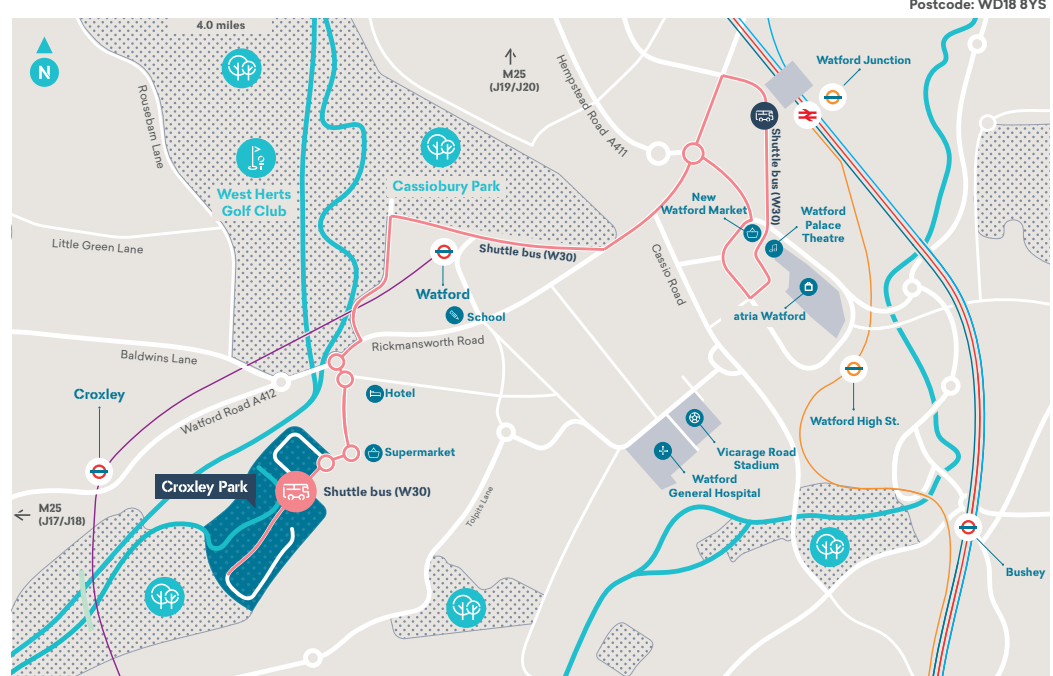 Postcode: WD18 8YS
4.0 miles
N
M25
(J19/J20)
Hempstead Road A411
Watford Junction
Rousebarn Lane
Shuttle bus (W30)
West Herts
Golf Club
Cassiobury Park
New
Watford Market
Watford
Palace
Theatre
Little Green Lane
Shuttle bus (W30)
Cassio Road
Watford
School
atria Watford
Baldwins Lane
Rickmansworth Road
Croxley
Watford Road A412
Hotel
Watford High St.
Supermarket
Vicarage Road
Stadium
Watford
General Hospital
Croxley Park
Shuttle bus (W30)
M25
(J17/J18)
Tolpits Lane
Bushey